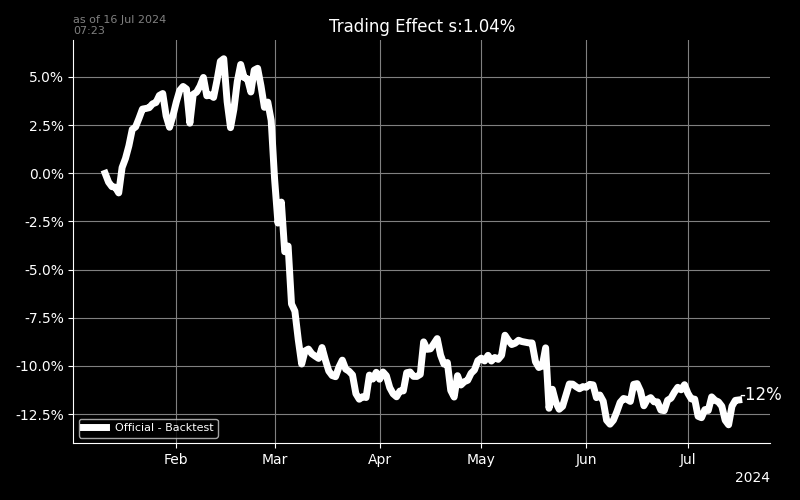 as of 16 Jul 2024
07:23
Trading Effect s:1.04%
5.0%
2.5%
0.0%
-2.5%
-5.0%
-7.5%
-10.0%
-12.5%
-12%
Official - Backtest
Feb Mar Apr May Jun Jul
2024